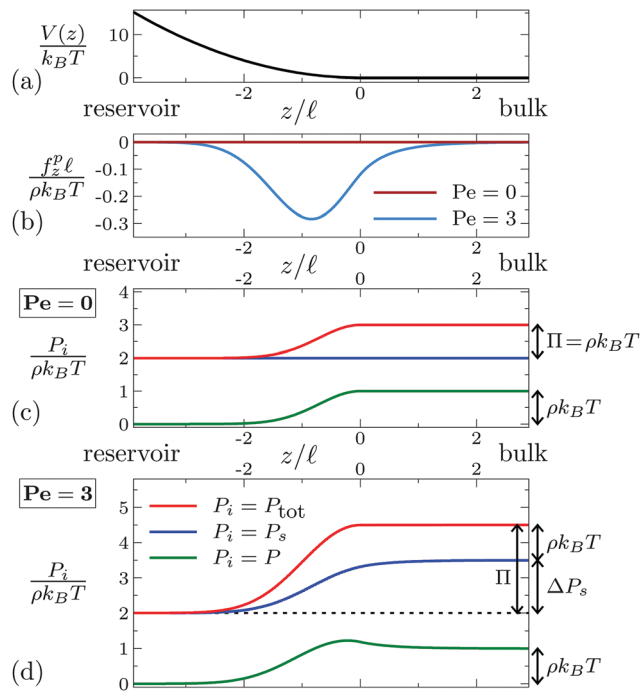 V(z)
k_BT
10
0
(a)
-2 0 2
reservoir z/ℓ bulk
0
-0.1
-0.2
-0.3
f_z^p ℓ
ρk_BT
Pe = 0
Pe = 3
(b)
reservoir z/ℓ bulk
-2 0 2
Pe = 0
4
3
2
1
0
P_i
ρk_BT
Π=ρk_BT
ρk_BT
(c)
-2 0 2
reservoir z/ℓ bulk
-2 0 2
Pe = 3
5
4
3
2
1
0
P_i = P_tot
P_i = P_s
P_i = P
P_i
ρk_BT
Π
ρk_BT
ΔP_s
ρk_BT
(d)